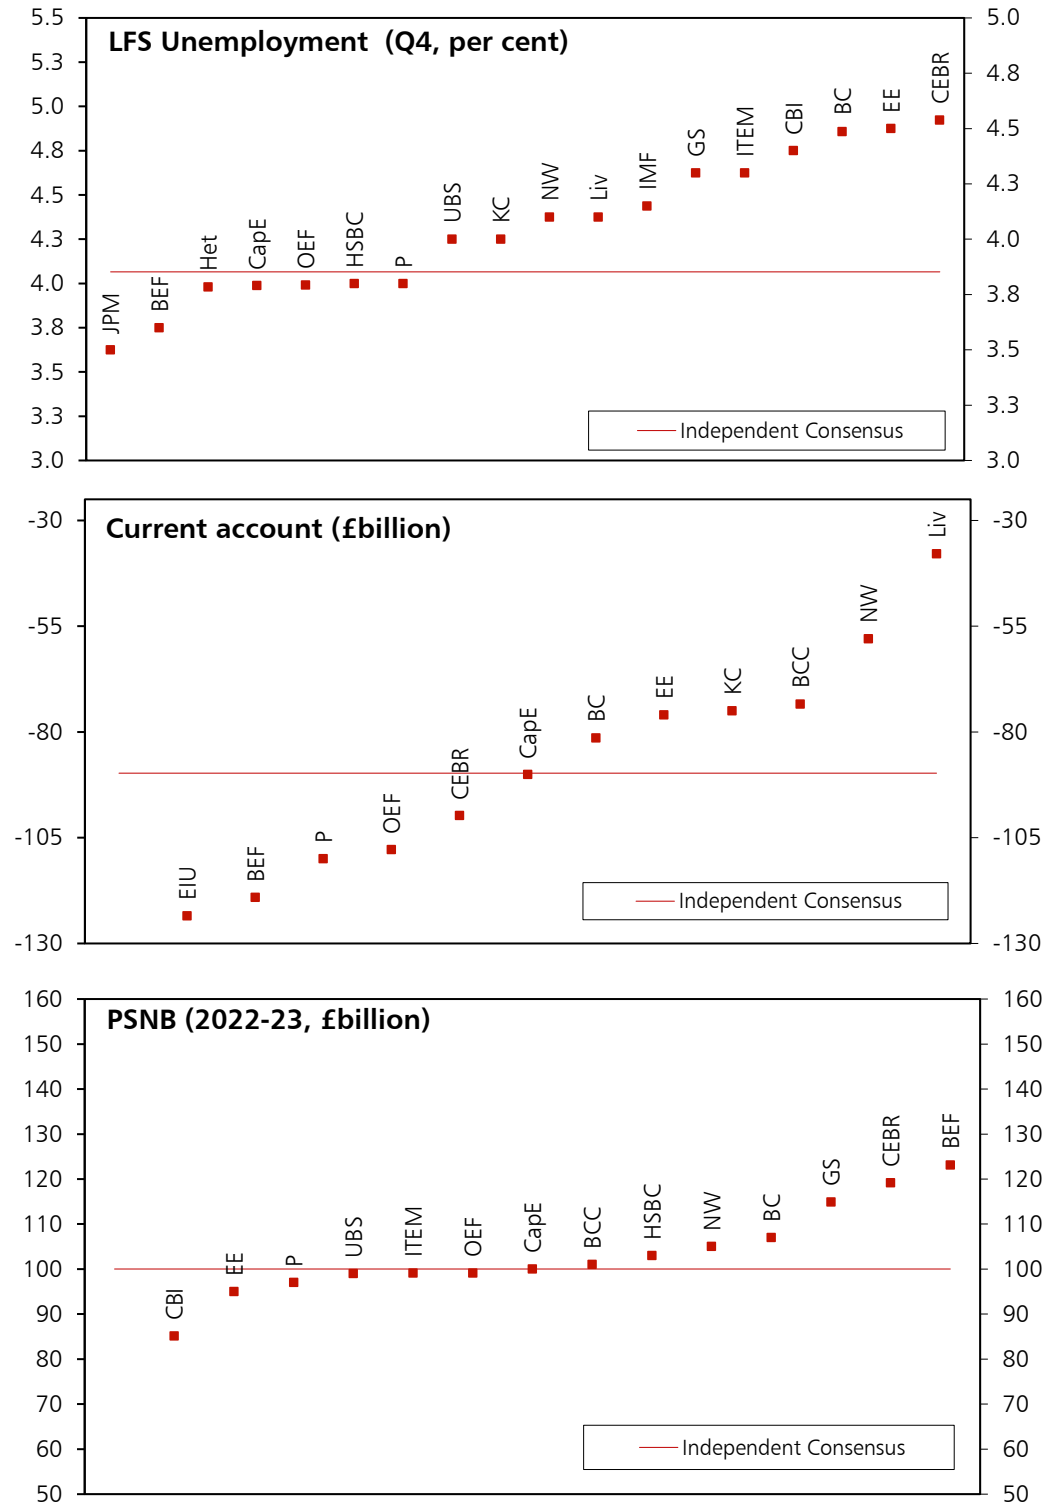 LFS Unemployment (Q4, per cent)
5.5
5.3
5.0
4.8
4.5
4.3
4.0
3.8
3.5
3.3
3.0
JPM
BEF
Het
CapE
OEF
HSBC
P
UBS
KC
NW
Liv
IMF
GS
ITEM
CBI
BC
EE
CEBR
5.0
4.8
4.5
4.3
4.0
3.8
3.5
3.3
3.0
Independent Consensus
Current account (£billion)
-30
-55
-80
-105
-130
EIU
BEF
P
OEF
CEBR
CapE
BC
EE
KC
BCC
NW
Liv
-30
-55
-80
-105
-130
Independent Consensus
PSNB (2022-23, £billion)
160
150
140
130
120
110
100
90
80
70
60
50
CBI
EE
P
UBS
ITEM
OEF
CapE
BCC
HSBC
NW
BC
GS
CEBR
BEF
160
150
140
130
120
110
100
90
80
70
60
50
Independent Consensus